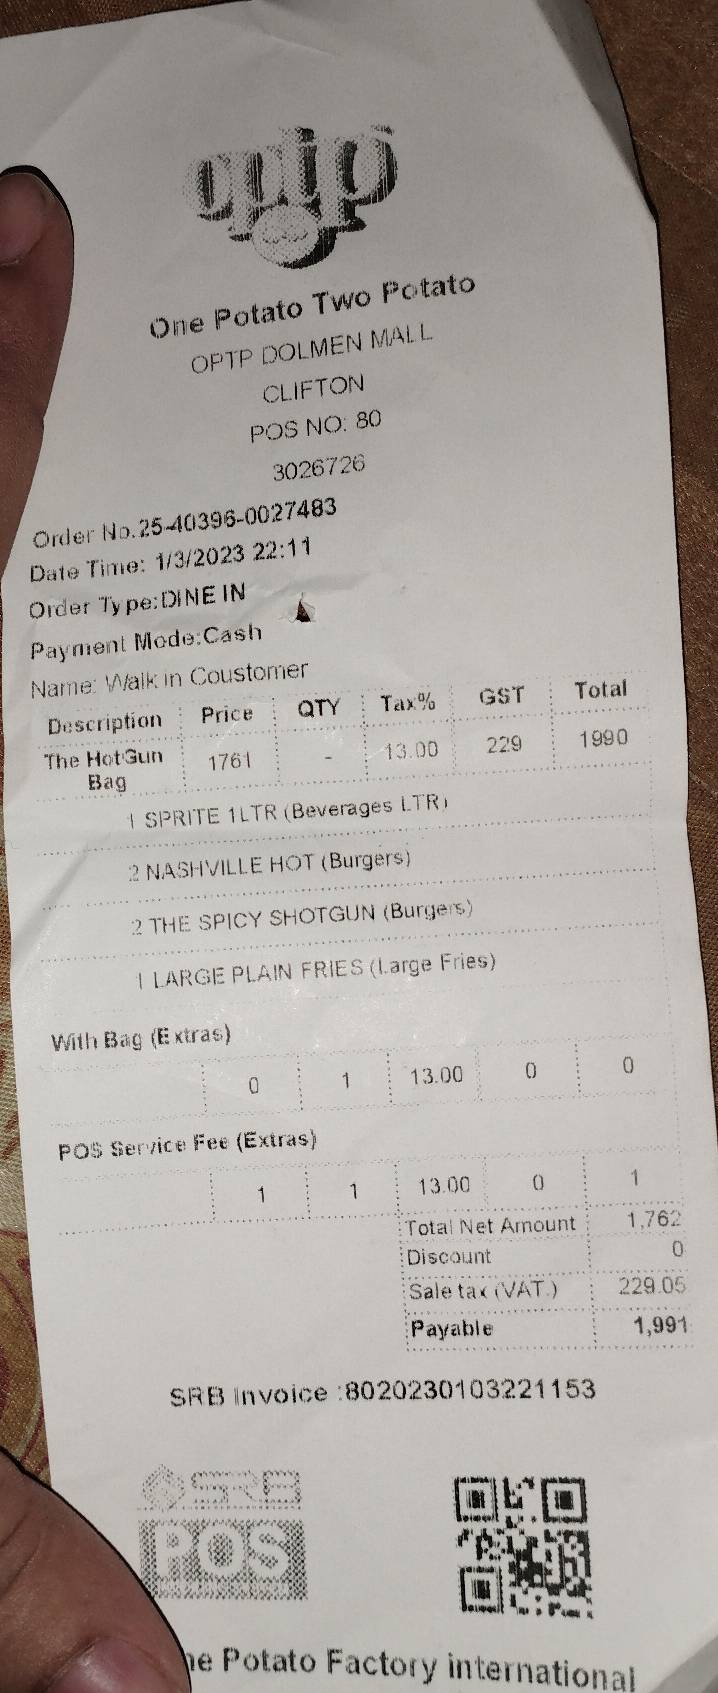 optp
One Potato Two Potato
OPTP DOLMEN MALL
CLIFTON
POS NO: 80
3026726
Order No.25-40396-0027483
Date Time: 1/3/2023 22:11
Order Type:DINE IN
Payment Mode:Cash
Name: Walk in Coustomer
Description Price QTY Tax% GST Total
The HotGun Bag 1761 - 13.00 229 1990
1 SPRITE 1LTR (Beverages LTR)
2 NASHVILLE HOT (Burgers)
2 THE SPICY SHOTGUN (Burgers)
1 LARGE PLAIN FRIES (Large Fries)
With Bag (Extras)
0 1 13.00 0 0
POS Service Fee (Extras)
1 1 13.00 0 1
Total Net Amount 1,762
Discount 0
Sale tax (VAT.) 229.05
Payable 1,991
SRB Invoice :8020230103221153
SRB
POS
ne Potato Factory international